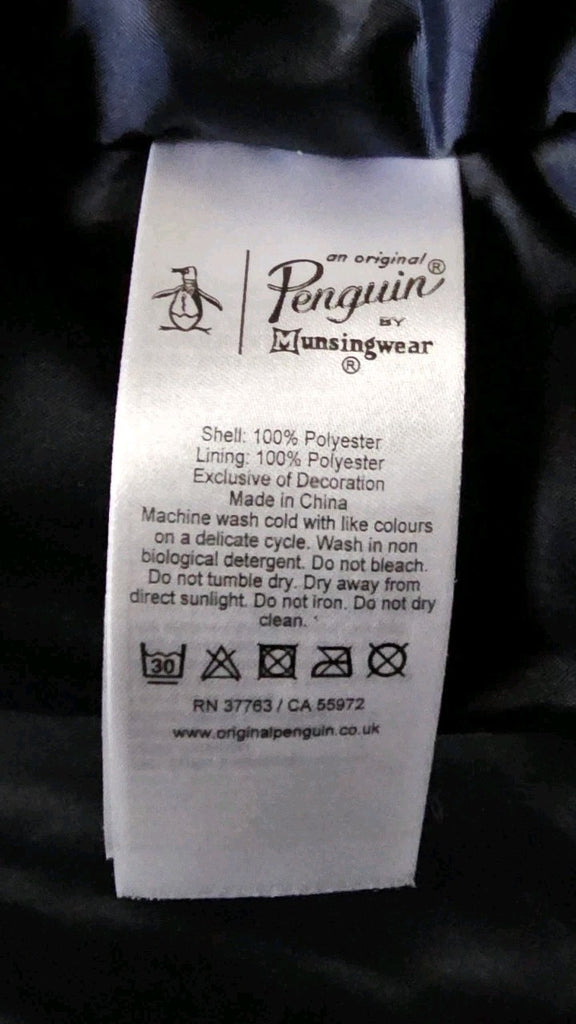 an original®
Penguin
BY
Munsingwear
®
Shell: 100% Polyester
Lining: 100% Polyester
Exclusive of Decoration
Made in China
Machine wash cold with like colours
on a delicate cycle. Wash in non
biological detergent. Do not bleach.
Do not tumble dry. Dry away from
direct sunlight. Do not iron. Do not dry
clean.
30
RN 37763 / CA 55972
www.originalpenguin.co.uk